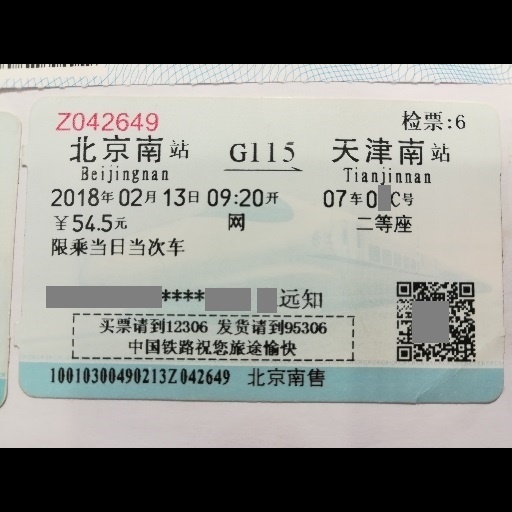 Z042649 检票:6
北京南站 G115 天津南站
Beijingnan Tianjinnan
2018年02月13日09:20开 07车0C号
￥54.5元 网 二等座
限乘当日当次车
****远知
买票请到12306 发货请到95306
中国铁路祝您旅途愉快
10010300490213Z042649 北京南售